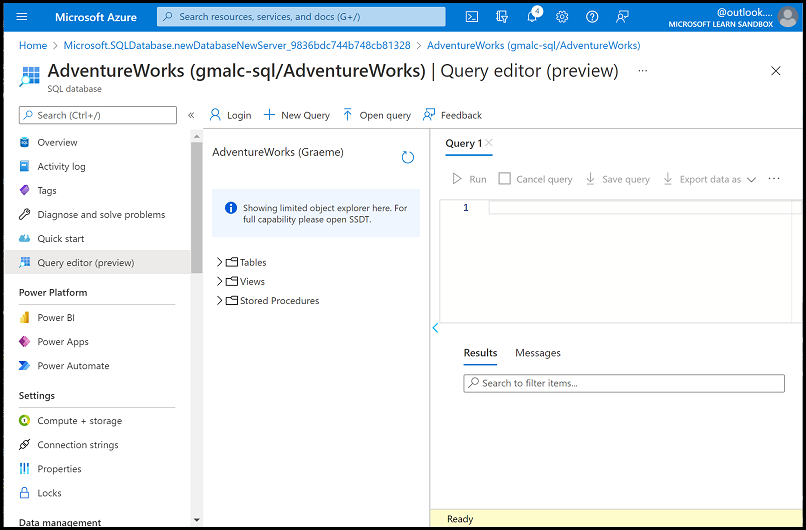 Microsoft Azure
Search resources, services, and docs (G+/)
4
@outlook....
MICROSOFT LEARN SANDBOX
Home > Microsoft.SQLDatabase.newDatabaseNewServer_9836bdc744b748cb81328 > AdventureWorks (gmalc-sql/AdventureWorks)
AdventureWorks (gmalc-sql/AdventureWorks) | Query editor (preview) ...
SQL database
Search (Ctrl+/)
«
Login
New Query
Open query
Feedback
Overview
Activity log
Tags
Diagnose and solve problems
Quick start
Query editor (preview)
Power Platform
Power BI
Power Apps
Power Automate
Settings
Compute + storage
Connection strings
Properties
Locks
Data management
AdventureWorks (Graeme)
Showing limited object explorer here. For
full capability please open SSDT.
Tables
Views
Stored Procedures
Query 1
Run
Cancel query
Save query
Export data as
...
1
Results
Messages
Search to filter items...
Ready